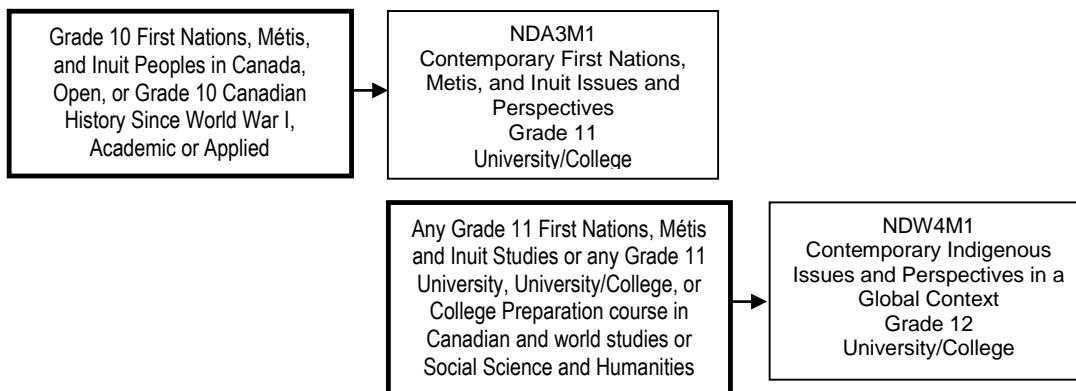 Grade 10 First Nations, Métis,
and Inuit Peoples in Canada,
Open, or Grade 10 Canadian
History Since World War I,
Academic or Applied
NDA3M1
Contemporary First Nations,
Metis, and Inuit Issues and
Perspectives
Grade 11
University/College
Any Grade 11 First Nations, Métis
and Inuit Studies or any Grade 11
University, University/College, or
College Preparation course in
Canadian and world studies or
Social Science and Humanities
NDW4M1
Contemporary Indigenous
Issues and Perspectives in a
Global Context
Grade 12
University/College